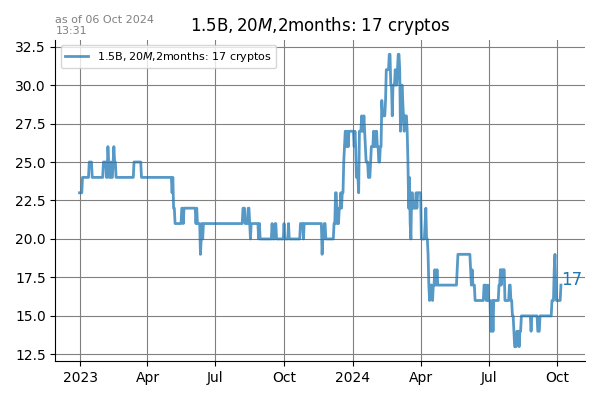 as of 06 Oct 2024
13:31
1.5B, 20M,2months: 17 cryptos
1.5B, 20M,2months: 17 cryptos
32.5
30.0
27.5
25.0
22.5
20.0
17.5
15.0
12.5
17
2023
Apr
Jul
Oct
2024
Apr
Jul
Oct